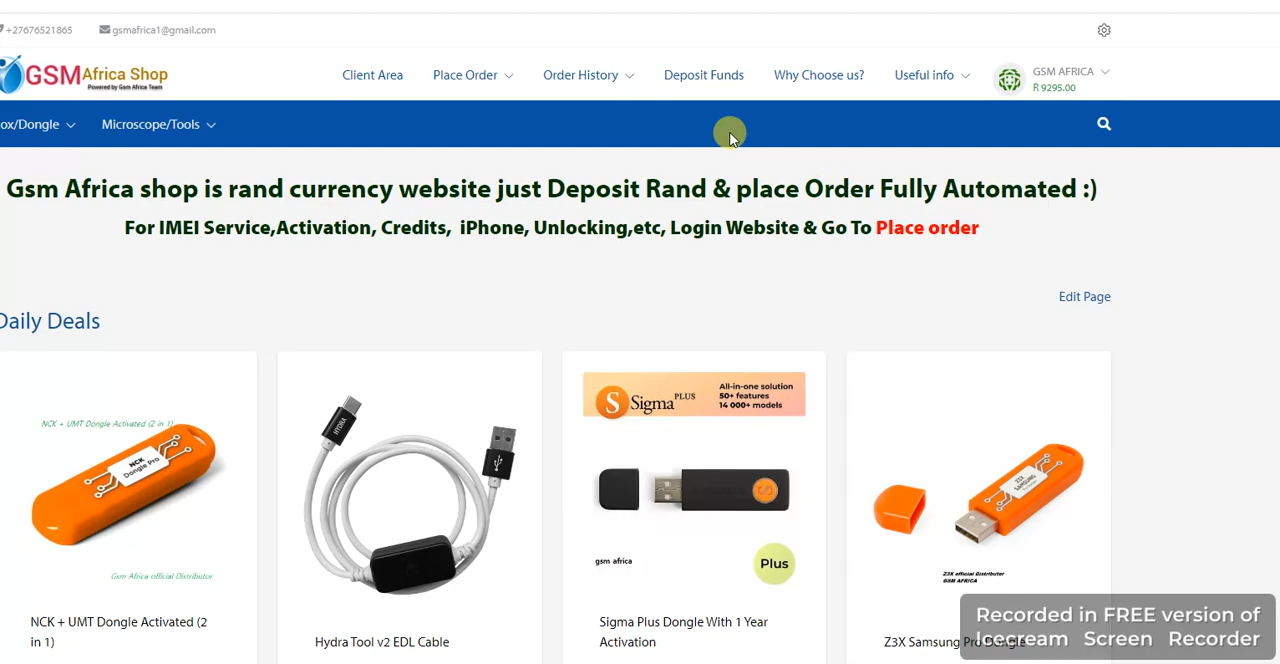 +27676521865
gsmafrica1@gmail.com
GSM Africa Shop
Powered by Gsm Africa Team
Client Area
Place Order
Order History
Deposit Funds
Why Choose us?
Useful info
GSM AFRICA
R 9295.00
ox/Dongle
Microscope/Tools
Gsm Africa shop is rand currency website just Deposit Rand & place Order Fully Automated :)
For IMEI Service,Activation, Credits, iPhone, Unlocking,etc, Login Website & Go To Place order
Edit Page
Daily Deals
NCK + UMT Dongle Activated (2 in 1)
NCK
Dongle Pro
Gsm Africa official Distributor
NCK + UMT Dongle Activated (2
in 1)
HYDRA
Hydra Tool v2 EDL Cable
S Sigma PLUS
All-in-one solution
50+ features
14 000+ models
S
gsm africa
Plus
Sigma Plus Dongle With 1 Year
Activation
Z3X
SAMSUNG
Z3X official Distributor
GSM AFRICA
Z3X Samsung Pro Dongle
Recorded in FREE version of
Icecream Screen Recorder